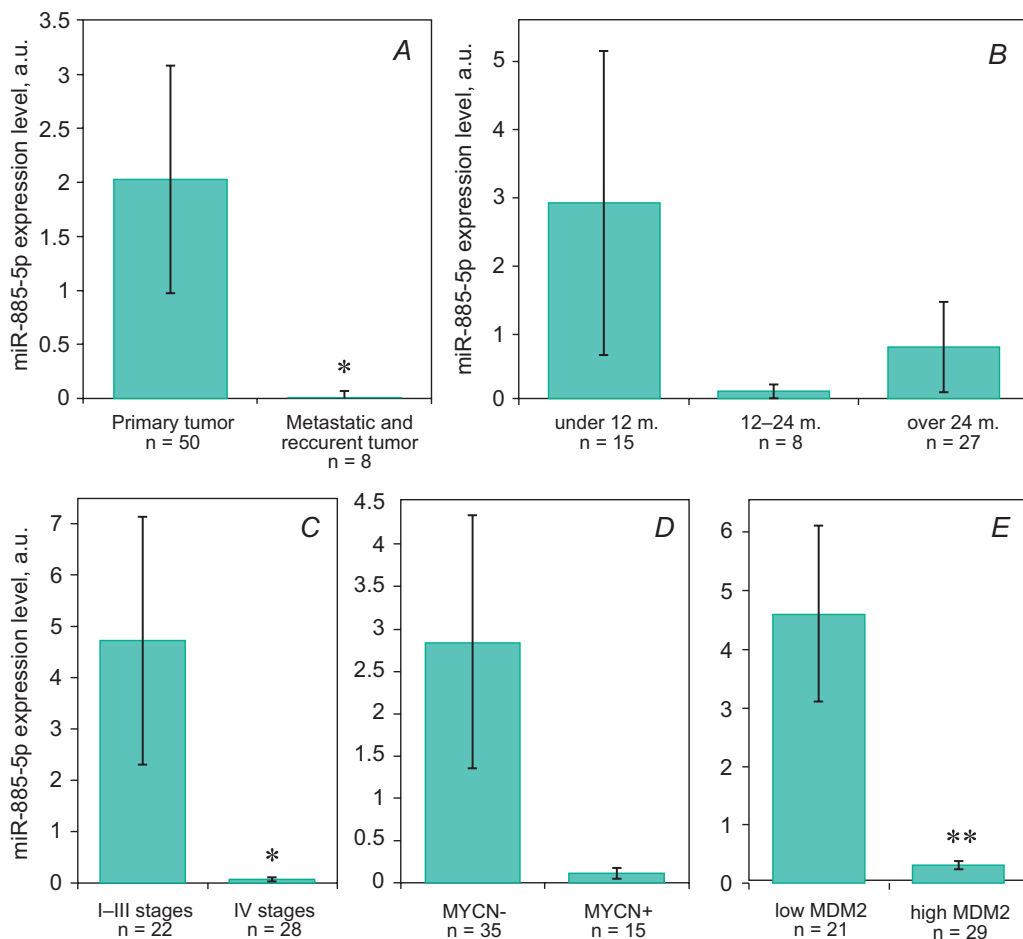 A
miR-885-5p expression level, a.u.
3.5
3
2.5
2
1.5
1
0.5
0
*
Primary tumor
n = 50
Metastatic and
reccurent tumor
n = 8
B
miR-885-5p expression level, a.u.
5
4
3
2
1
0
under 12 m.
n = 15
12–24 m.
n = 8
over 24 m.
n = 27
C
miR-885-5p expression level, a.u.
7
6
5
4
3
2
1
0
*
I–III stages
n = 22
IV stages
n = 28
D
4.5
4
3.5
3
2.5
2
1.5
1
0.5
0
MYCN-
n = 35
MYCN+
n = 15
E
6
5
4
3
2
1
0
**
low MDM2
n = 21
high MDM2
n = 29